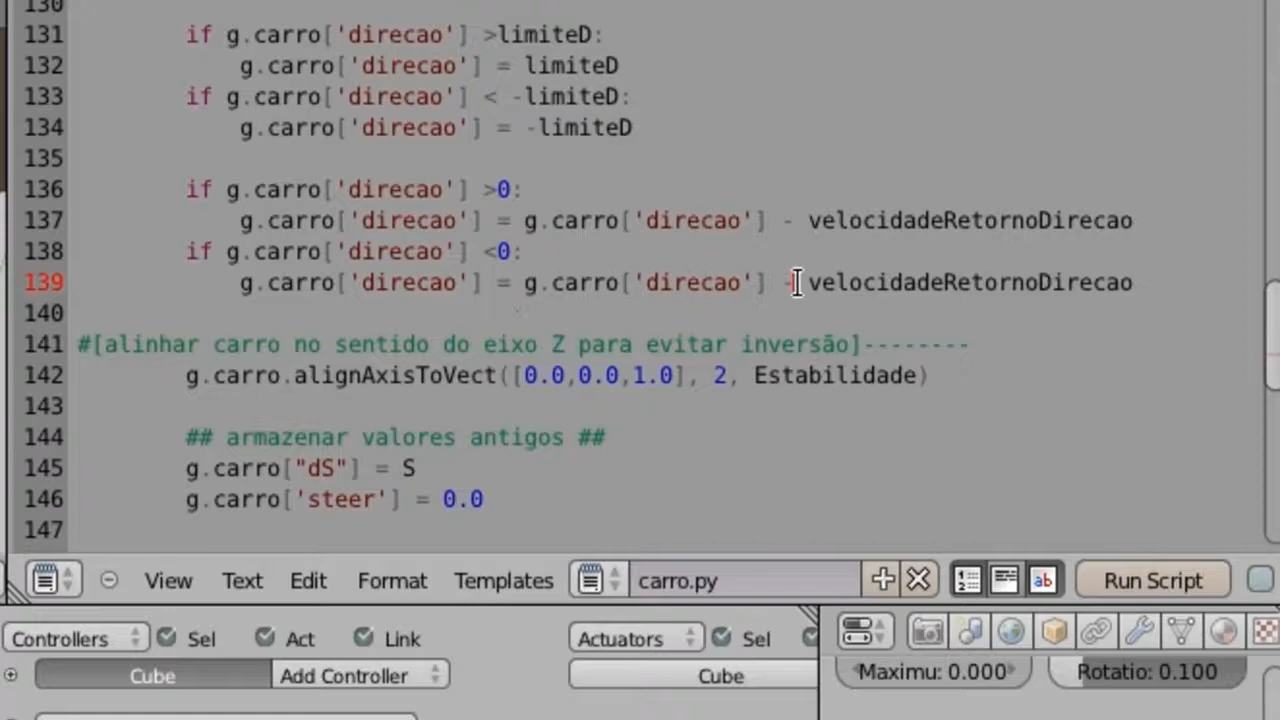 130
131 if g.carro['direcao'] >limiteD:
132 g.carro['direcao'] = limiteD
133 if g.carro['direcao'] < -limiteD:
134 g.carro['direcao'] = -limiteD
135
136 if g.carro['direcao'] >0:
137 g.carro['direcao'] = g.carro['direcao'] - velocidadeRetornoDirecao
138 if g.carro['direcao'] <0:
139 g.carro['direcao'] = g.carro['direcao'] - velocidadeRetornoDirecao
140
141 #[alinhar carro no sentido do eixo Z para evitar inversão]--------
142 g.carro.alignAxisToVect([0.0,0.0,1.0], 2, Estabilidade)
143
144 ## armazenar valores antigos ##
145 g.carro["dS"] = S
146 g.carro['steer'] = 0.0
147
View Text Edit Format Templates carro.py Run Script
Controllers Sel Act Link Actuators Sel
Cube Add Controller Cube Maximu: 0.000 Rotatio: 0.100